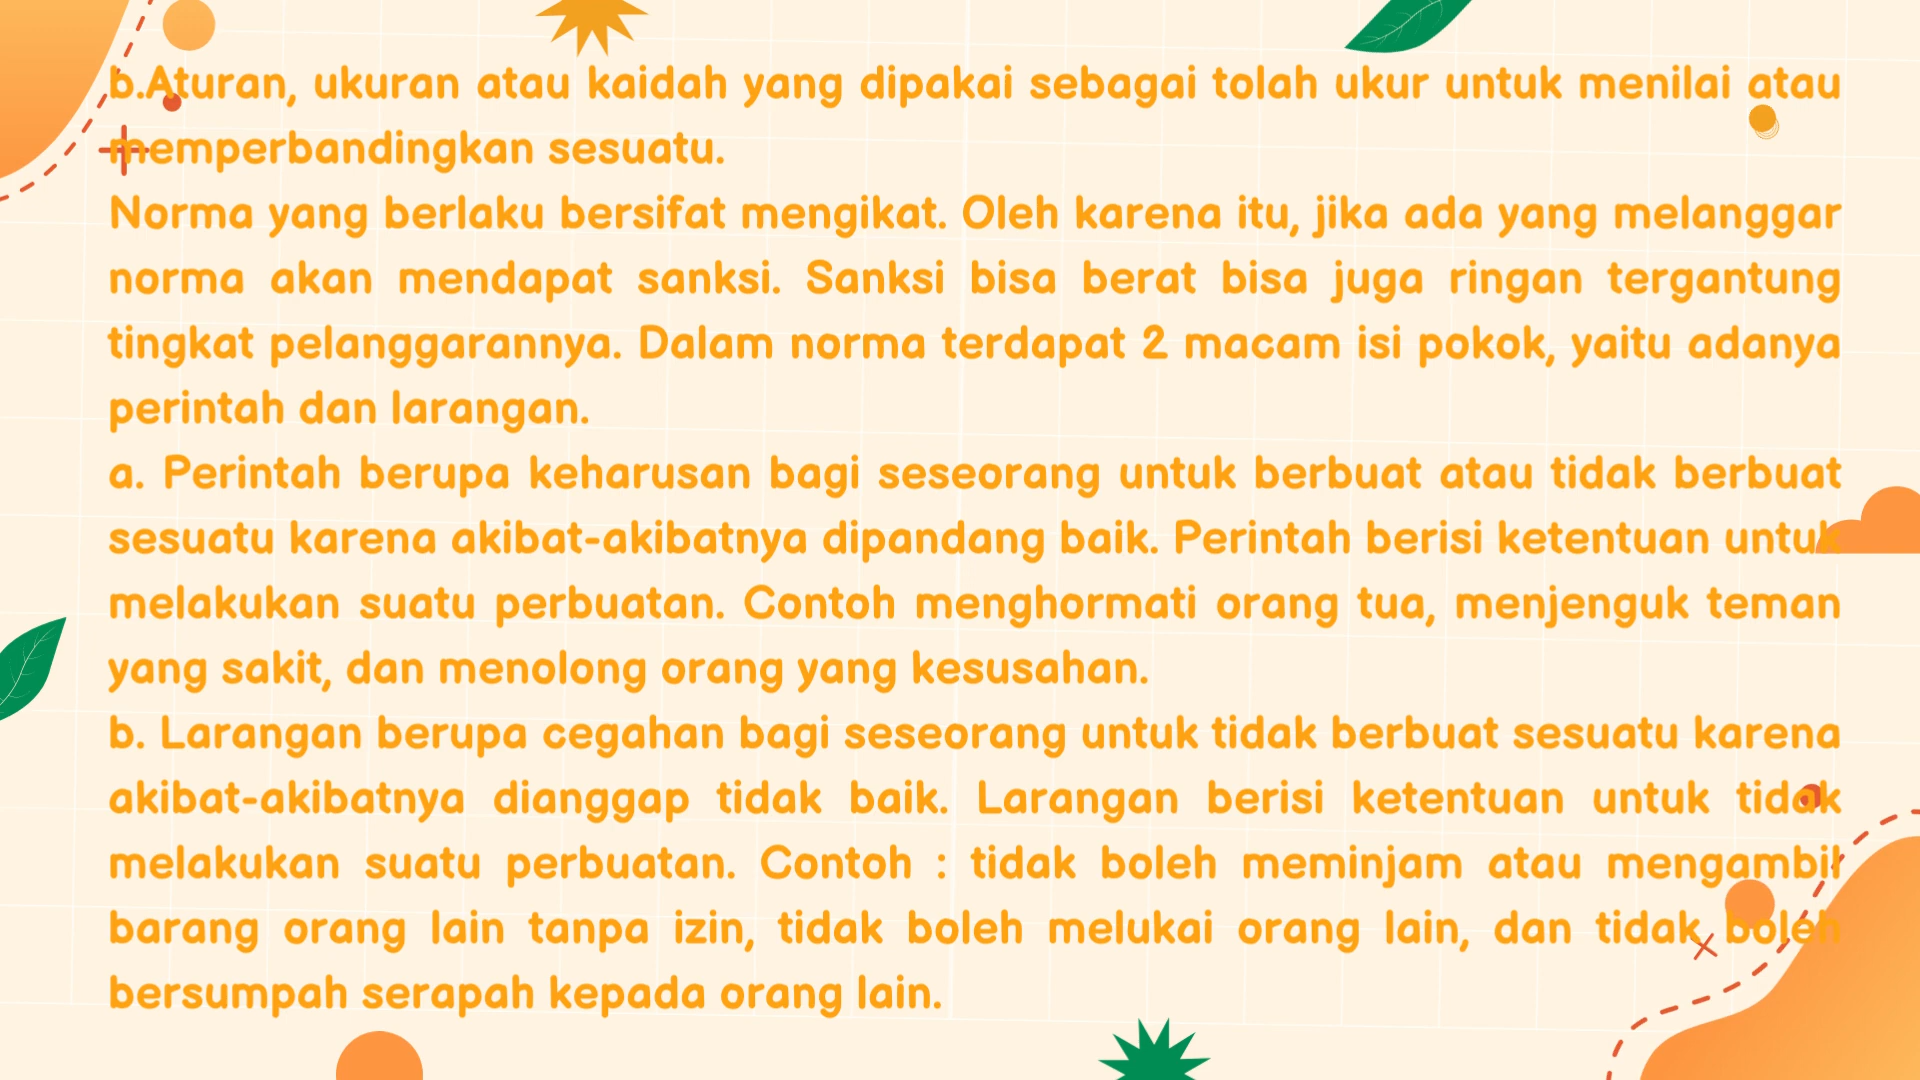 b.Aturan, ukuran atau kaidah yang dipakai sebagai tolah ukur untuk menilai atau
memperbandingkan sesuatu.
Norma yang berlaku bersifat mengikat. Oleh karena itu, jika ada yang melanggar
norma akan mendapat sanksi. Sanksi bisa berat bisa juga ringan tergantung
tingkat pelanggarannya. Dalam norma terdapat 2 macam isi pokok, yaitu adanya
perintah dan larangan.
a. Perintah berupa keharusan bagi seseorang untuk berbuat atau tidak berbuat
sesuatu karena akibat-akibatnya dipandang baik. Perintah berisi ketentuan untuk
melakukan suatu perbuatan. Contoh menghormati orang tua, menjenguk teman
yang sakit, dan menolong orang yang kesusahan.
b. Larangan berupa cegahan bagi seseorang untuk tidak berbuat sesuatu karena
akibat-akibatnya dianggap tidak baik. Larangan berisi ketentuan untuk tidak
melakukan suatu perbuatan. Contoh : tidak boleh meminjam atau mengambil
barang orang lain tanpa izin, tidak boleh melukai orang lain, dan tidak boleh
bersumpah serapah kepada orang lain.